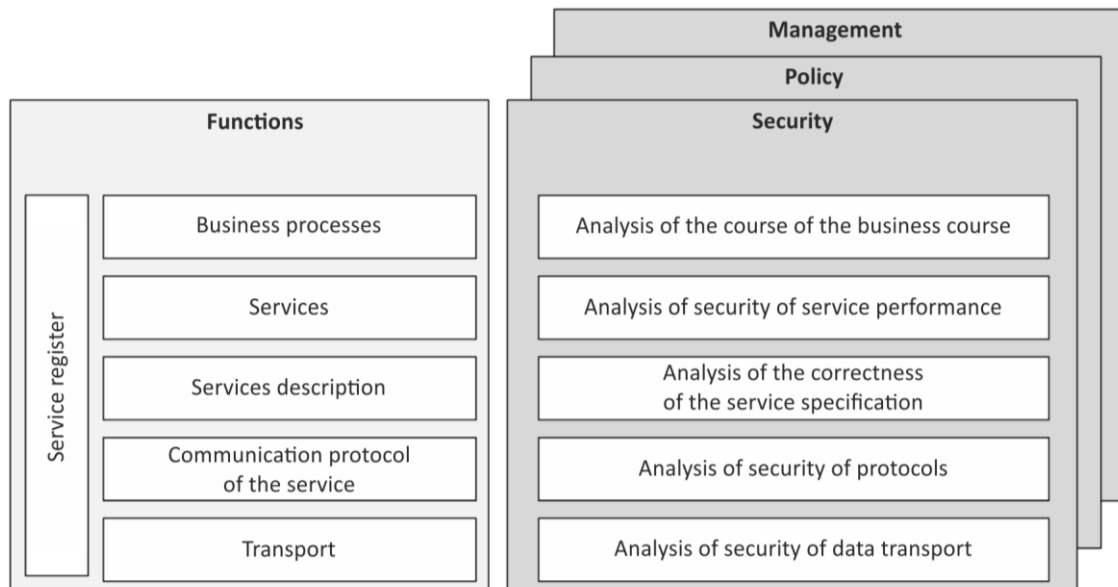 Management
Policy
Functions
Security
Service register
Business processes
Analysis of the course of the business course
Services
Analysis of security of service performance
Services description
Analysis of the correctness
of the service specification
Communication protocol
of the service
Analysis of security of protocols
Transport
Analysis of security of data transport